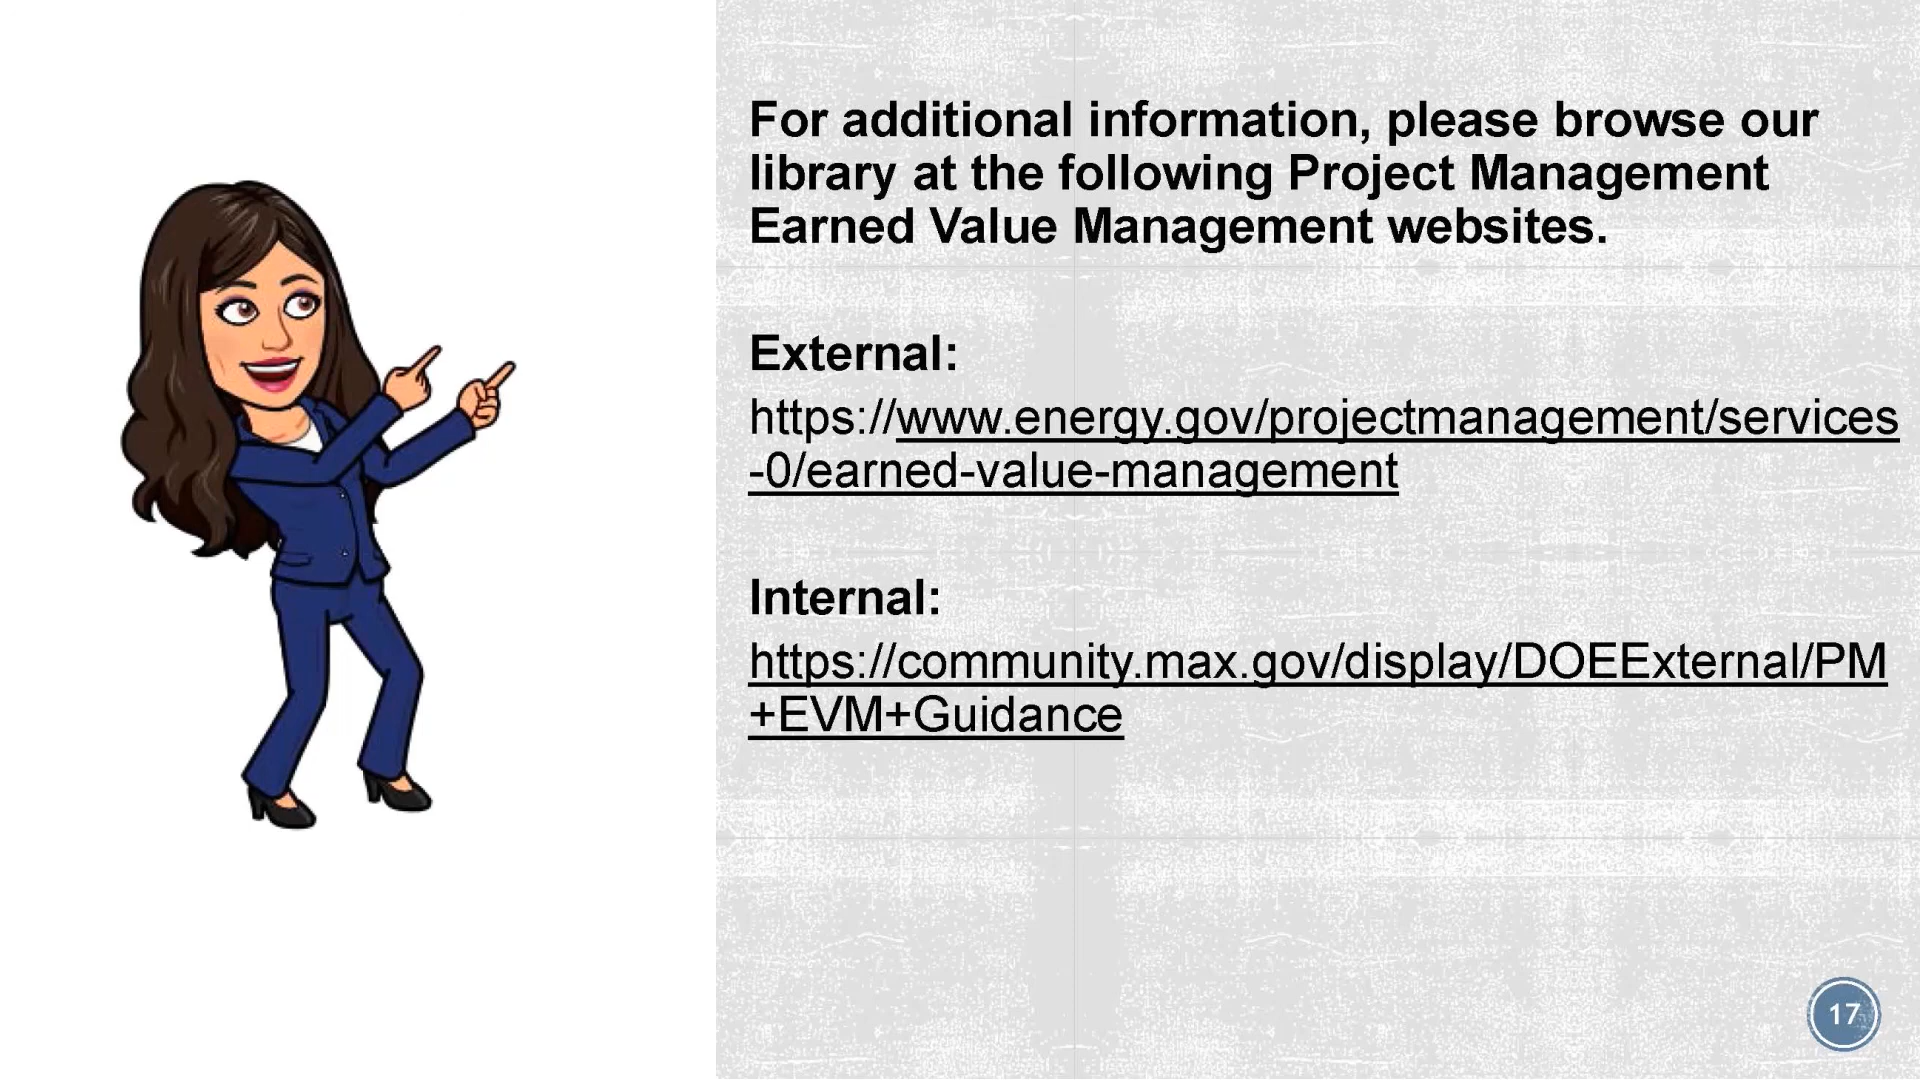 For additional information, please browse our
library at the following Project Management
Earned Value Management websites.
External:
https://www.energy.gov/projectmanagement/services
-0/earned-value-management
Internal:
https://community.max.gov/display/DOEExternal/PM
+EVM+Guidance
17